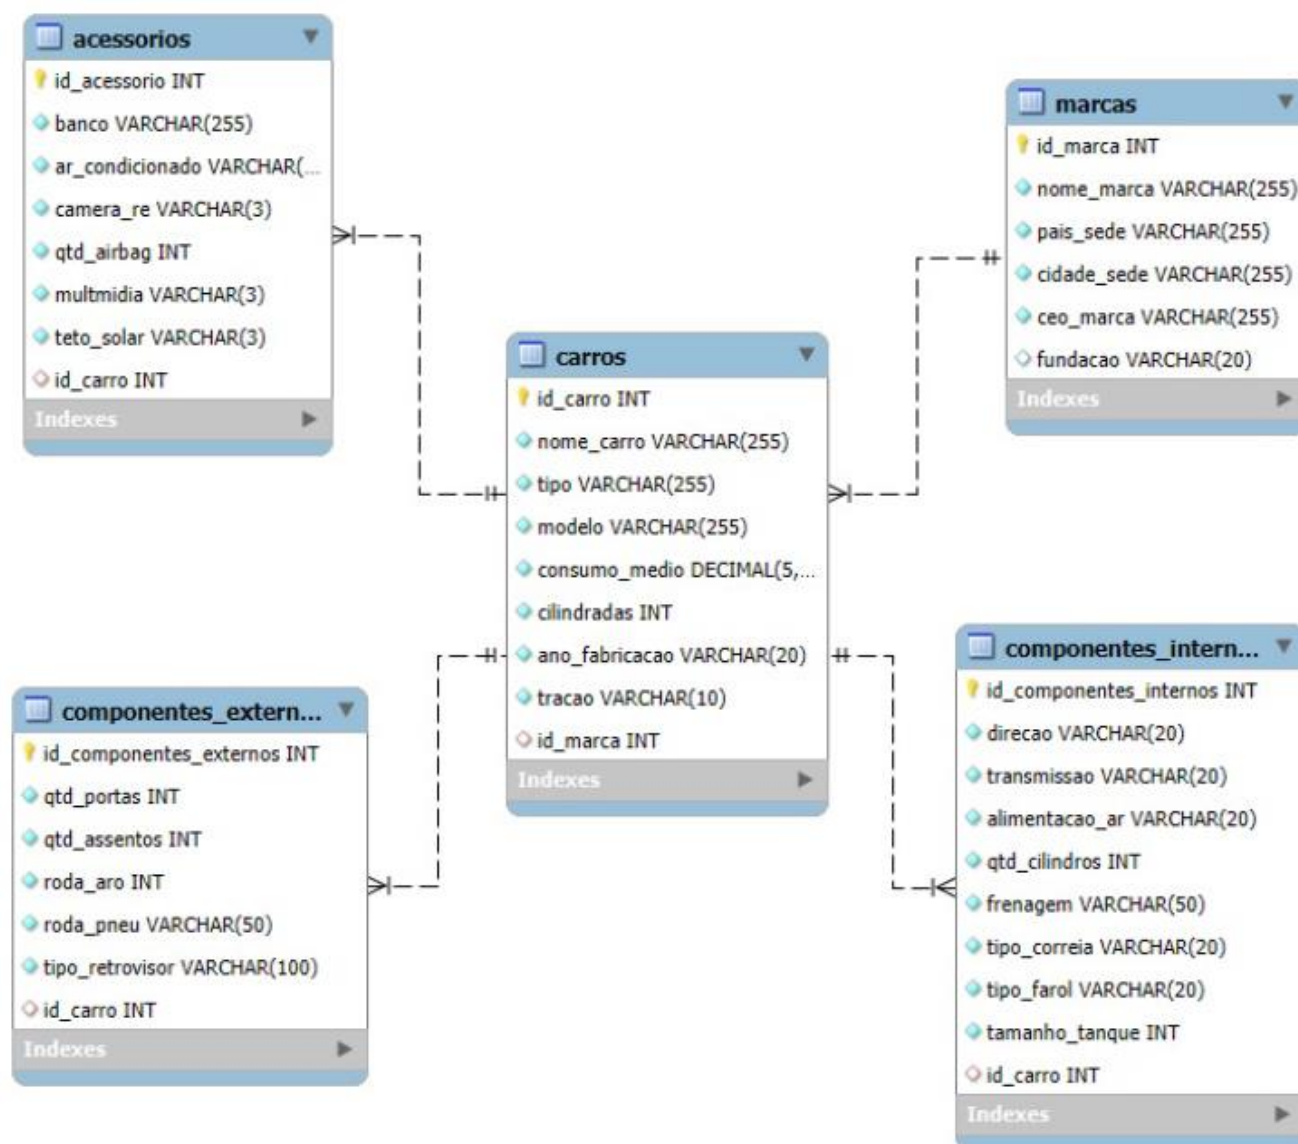 acessorios
id_acessorio INT
banco VARCHAR(255)
ar_condicionado VARCHAR(...
camera_re VARCHAR(3)
qtd_airbag INT
multmidia VARCHAR(3)
teto_solar VARCHAR(3)
id_carro INT
Indexes
marcas
id_marca INT
nome_marca VARCHAR(255)
pais_sede VARCHAR(255)
cidade_sede VARCHAR(255)
ceo_marca VARCHAR(255)
fundacao VARCHAR(20)
Indexes
carros
id_carro INT
nome_carro VARCHAR(255)
tipo VARCHAR(255)
modelo VARCHAR(255)
consumo_medio DECIMAL(5,...
cilindradas INT
ano_fabricacao VARCHAR(20)
tracao VARCHAR(10)
id_marca INT
Indexes
componentes_extern...
id_componentes_externos INT
qtd_portas INT
qtd_assentos INT
roda_aro INT
roda_pneu VARCHAR(50)
tipo_retrovisor VARCHAR(100)
id_carro INT
Indexes
componentes_intern...
id_componentes_internos INT
direcao VARCHAR(20)
transmissao VARCHAR(20)
alimentacao_ar VARCHAR(20)
qtd_cilindros INT
frenagem VARCHAR(50)
tipo_correia VARCHAR(20)
tipo_farol VARCHAR(20)
tamanho_tanque INT
id_carro INT
Indexes